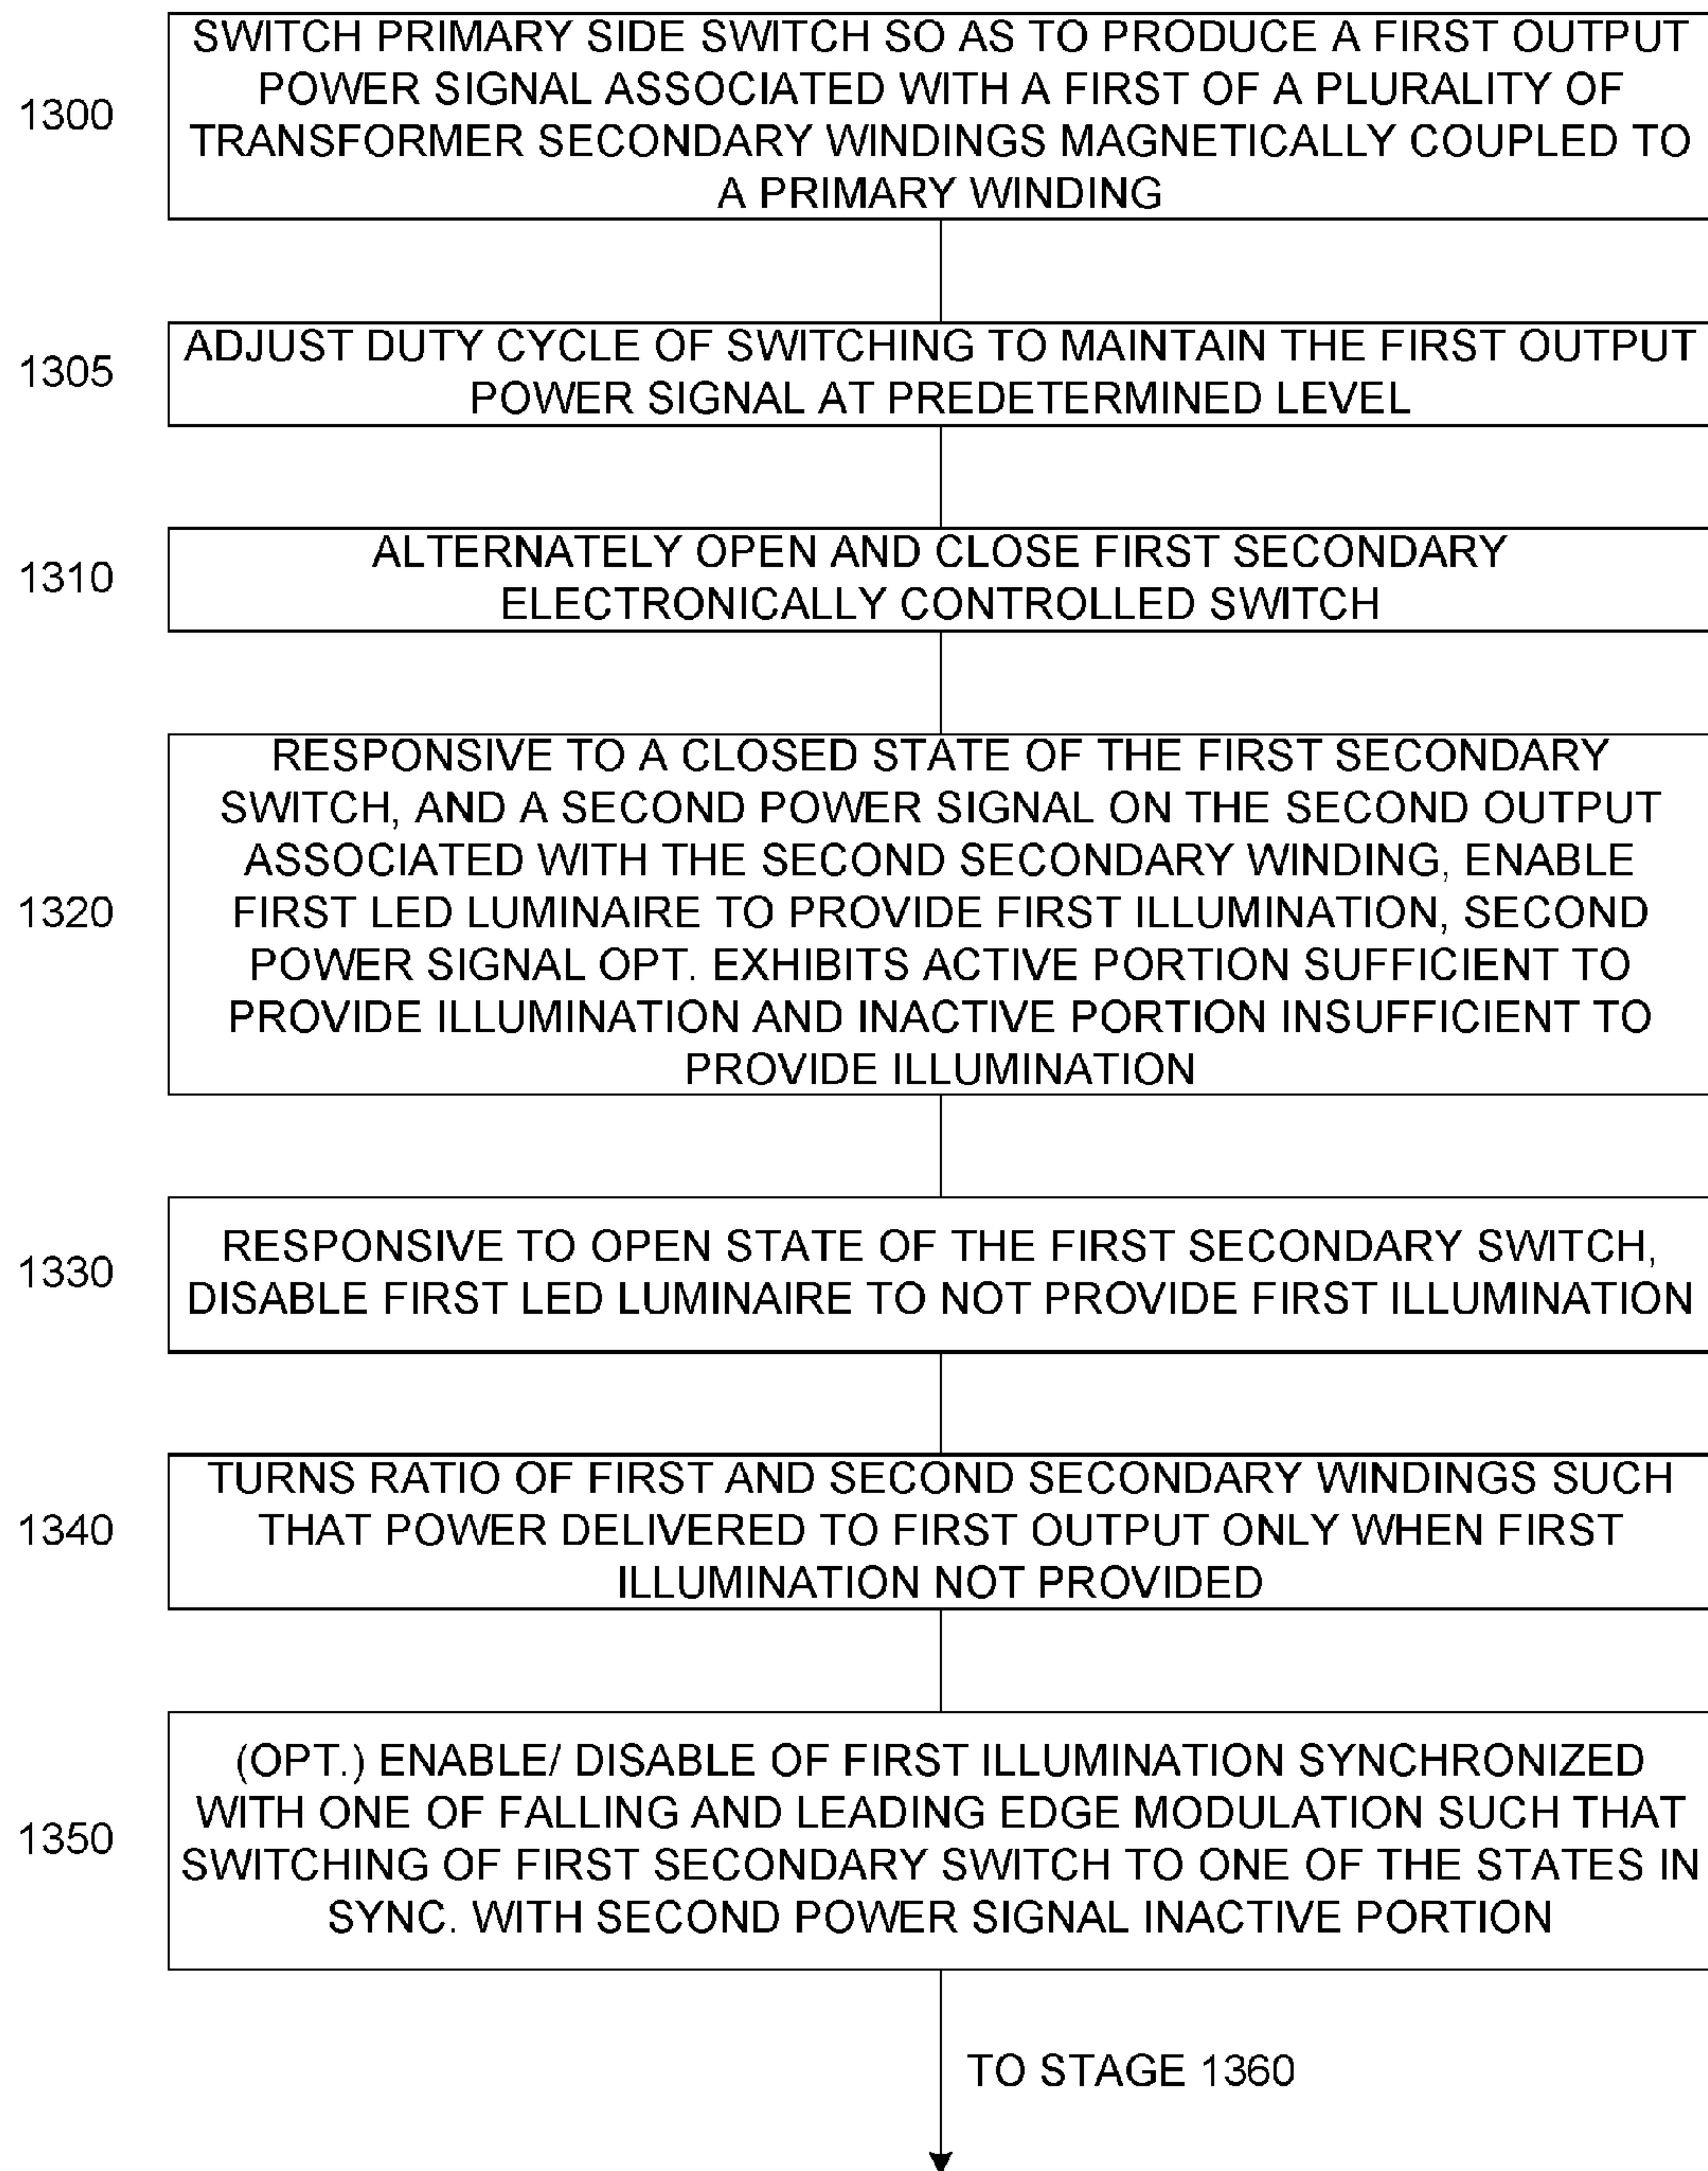 1300
SWITCH PRIMARY SIDE SWITCH SO AS TO PRODUCE A FIRST OUTPUT
POWER SIGNAL ASSOCIATED WITH A FIRST OF A PLURALITY OF
TRANSFORMER SECONDARY WINDINGS MAGNETICALLY COUPLED TO
A PRIMARY WINDING
1305
ADJUST DUTY CYCLE OF SWITCHING TO MAINTAIN THE FIRST OUTPUT
POWER SIGNAL AT PREDETERMINED LEVEL
1310
ALTERNATELY OPEN AND CLOSE FIRST SECONDARY
ELECTRONICALLY CONTROLLED SWITCH
1320
RESPONSIVE TO A CLOSED STATE OF THE FIRST SECONDARY
SWITCH, AND A SECOND POWER SIGNAL ON THE SECOND OUTPUT
ASSOCIATED WITH THE SECOND SECONDARY WINDING, ENABLE
FIRST LED LUMINAIRE TO PROVIDE FIRST ILLUMINATION, SECOND
POWER SIGNAL OPT. EXHIBITS ACTIVE PORTION SUFFICIENT TO
PROVIDE ILLUMINATION AND INACTIVE PORTION INSUFFICIENT TO
PROVIDE ILLUMINATION
1330
RESPONSIVE TO OPEN STATE OF THE FIRST SECONDARY SWITCH,
DISABLE FIRST LED LUMINAIRE TO NOT PROVIDE FIRST ILLUMINATION
1340
TURNS RATIO OF FIRST AND SECOND SECONDARY WINDINGS SUCH
THAT POWER DELIVERED TO FIRST OUTPUT ONLY WHEN FIRST
ILLUMINATION NOT PROVIDED
1350
(OPT.) ENABLE/ DISABLE OF FIRST ILLUMINATION SYNCHRONIZED
WITH ONE OF FALLING AND LEADING EDGE MODULATION SUCH THAT
SWITCHING OF FIRST SECONDARY SWITCH TO ONE OF THE STATES IN
SYNC. WITH SECOND POWER SIGNAL INACTIVE PORTION
TO STAGE 1360